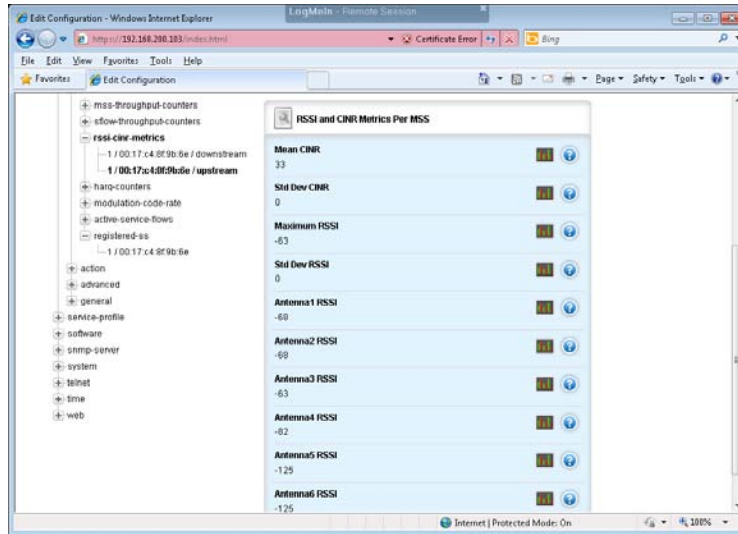 Edit Configuration - Windows Internet Explorer
LogMeIn - Remote Session
http://192.168.200.103/index.html
Certificate Error
Bing
File Edit View Favorites Tools Help
Favorites
Edit Configuration
Page Safety Tools
mss-throughput-counters
sflow-throughput-counters
rssi-cinr-metrics
1 / 00:17:c4:8f:9b:6e / downstream
1 / 00:17:c4:8f:9b:6e / upstream
harq-counters
modulation-code-rate
active-service-flows
registered-ss
1 / 00:17:c4:8f:9b:6e
action
advanced
general
service-profile
software
snmp-server
system
telnet
time
web
RSSI and CINR Metrics Per MSS
Mean CINR
33
Std Dev CINR
0
Maximum RSSI
-63
Std Dev RSSI
0
Antenna1 RSSI
-68
Antenna2 RSSI
-68
Antenna3 RSSI
-63
Antenna4 RSSI
-82
Antenna5 RSSI
-125
Antenna6 RSSI
-125
Internet | Protected Mode: On
100%